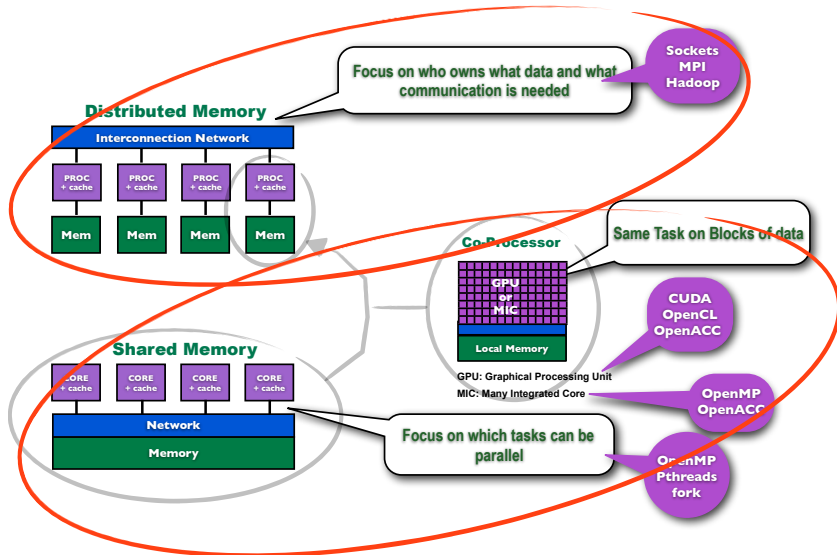 Sockets
MPI
Hadoop
Focus on who owns what data and what
communication is needed
Distributed Memory
Interconnection Network
PROC
+ cache
PROC
+ cache
PROC
+ cache
PROC
+ cache
Mem
Mem
Mem
Mem
Same Task on Blocks of data
Co-Processor
GPU
or
MIC
Local Memory
CUDA
OpenCL
OpenACC
GPU: Graphical Processing Unit
MIC: Many Integrated Core
OpenMP
OpenACC
Shared Memory
CORE
+ cache
CORE
+ cache
CORE
+ cache
CORE
+ cache
Network
Memory
Focus on which tasks can be
parallel
OpenMP
Pthreads
fork